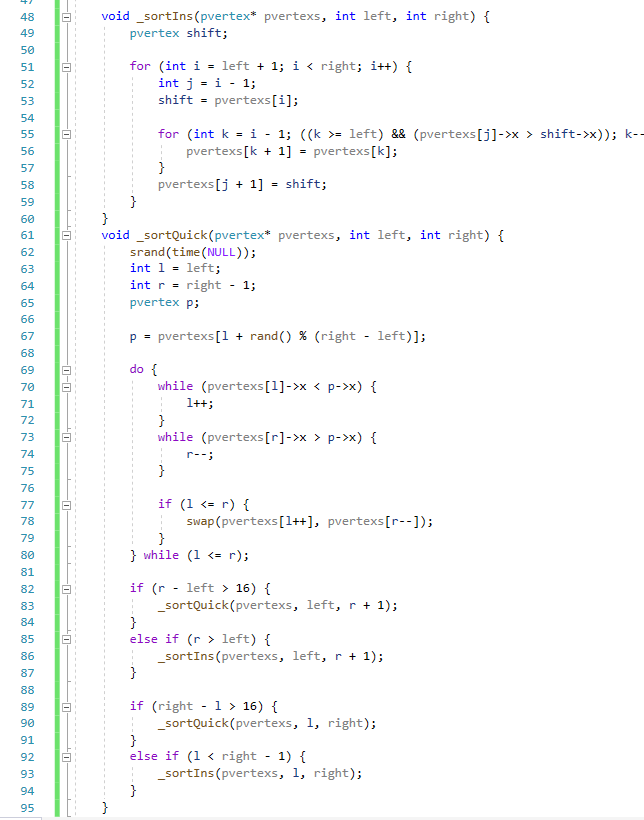 47
48 void _sortIns(pvertex* pvertexs, int left, int right) {
49 pvertex shift;
50
51 for (int i = left + 1; i < right; i++) {
52 int j = i - 1;
53 shift = pvertexs[i];
54
55 for (int k = i - 1; ((k >= left) && (pvertexs[j]->x > shift->x)); k--
56 pvertexs[k + 1] = pvertexs[k];
57 }
58 pvertexs[j + 1] = shift;
59 }
60 }
61 void _sortQuick(pvertex* pvertexs, int left, int right) {
62 srand(time(NULL));
63 int l = left;
64 int r = right - 1;
65 pvertex p;
66
67 p = pvertexs[l + rand() % (right - left)];
68
69 do {
70 while (pvertexs[l]->x < p->x) {
71 l++;
72 }
73 while (pvertexs[r]->x > p->x) {
74 r--;
75 }
76
77 if (l <= r) {
78 swap(pvertexs[l++], pvertexs[r--]);
79 }
80 } while (l <= r);
81
82 if (r - left > 16) {
83 _sortQuick(pvertexs, left, r + 1);
84 }
85 else if (r > left) {
86 _sortIns(pvertexs, left, r + 1);
87 }
88
89 if (right - l > 16) {
90 _sortQuick(pvertexs, l, right);
91 }
92 else if (l < right - 1) {
93 _sortIns(pvertexs, l, right);
94 }
95 }